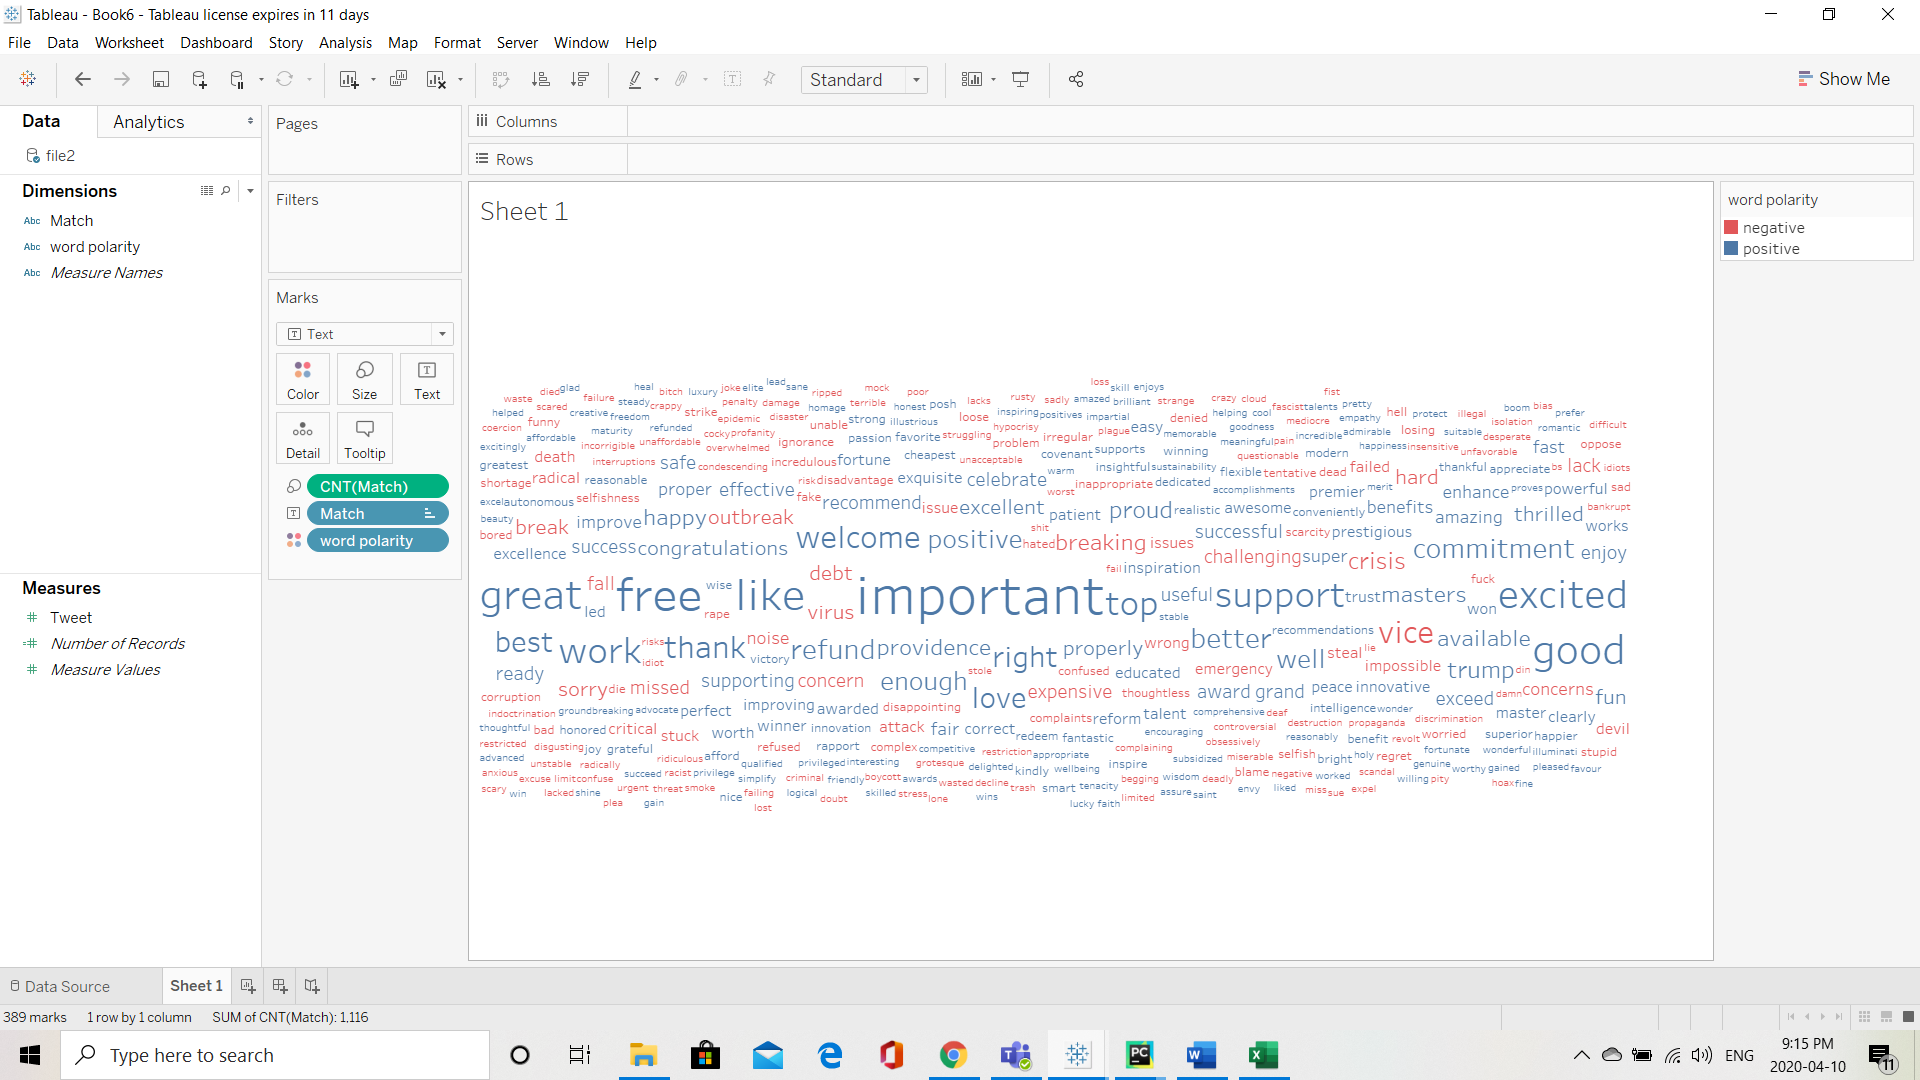 Tableau - Book6 - Tableau license expires in 11 days
File Data Worksheet Dashboard Story Analysis Map Format Server Window Help
Standard
Show Me
Data
Analytics
file2
Dimensions
Abc Match
Abc word polarity
Abc Measure Names
Measures
Tweet
Number of Records
Measure Values
Pages
Filters
Marks
Text
Color Size Text
Detail Tooltip
CNT(Match)
Match
word polarity
Columns
Rows
Sheet 1
died glad heal bitch luxury joke elite lead sane ripped mock poor loss skill enjoys fist
waste failure steady crappy penalty damage homage terrible honest posh lacks rusty sadly amazed brilliant strange crazy cloud fascist talents pretty
helped scared creative freedom strike epidemic disaster unable strong illustrious loose inspiring positives impartial denied helping cool mediocre empathy hell protect illegal boom bias prefer
coercion funny maturity refunded cocky profanity passion favorite struggling hypocrisy plague easy memorable goodness incredible admirable losing suitable isolation romantic difficult
excitingly affordable incorrigible unaffordable overwhelmed ignorance problem irregular supports winning meaningful pain modern happiness insensitive desperate unfavorable fast oppose
greatest death interruptions safe condescending incredulous fortune cheapest unacceptable covenant insightful sustainability questionable failed thankful appreciate bs lack idiots
shortage radical reasonable proper effective risk disadvantage exquisite celebrate warm inappropriate dedicated flexible tentative dead hard
excel autonomous selfishness fake recommend worst accomplishments premier merit enhance proves powerful sad
beauty bored break improve happy outbreak issue excellent patient proud realistic awesome conveniently benefits amazing thrilled bankrupt works
excellence success congratulations welcome positive shit hated breaking issues successful scarcity prestigious commitment enjoy
debt fail inspiration challenging super crisis
great fall led free wise rape like virus important top useful stable support trust masters fuck won excited
best work risks idiot thank noise victory refund providence right properly wrong better recommendations steal lie vice available good
ready stole confused educated emergency well impossible trump din
corruption sorry die missed supporting concern enough love expensive thoughtless award grand peace innovative exceed damn concerns fun
indoctrination groundbreaking advocate perfect improving awarded disappointing complaints reform talent comprehensive deaf intelligence wonder master clearly
thoughtful bad honored critical stuck worth winner innovation attack fair correct redeem fantastic encouraging controversial destruction propaganda discrimination superior happier devil
restricted disgusting joy grateful refused rapport complex competitive restriction appropriate complaining obsessively reasonably benefit revolt worried
advanced unstable radically ridiculous afford qualified privileged interesting grotesque delighted kindly wellbeing inspire subsidized miserable selfish bright holy regret fortunate wonderful illuminati stupid
anxious excuse limit confuse succeed racist privilege simplify criminal friendly boycott awards wasted decline begging wisdom deadly blame negative worked scandal genuine willing pity worthy gained pleased favour
scary win lacked shine urgent threat smoke nice failing logical doubt skilled stress lone wins trash smart tenacity limited assure saint envy liked miss sue expel hoax fine
plea gain lost lucky faith
word polarity
negative
positive
Data Source
Sheet 1
389 marks 1 row by 1 column SUM of CNT(Match): 1,116
Type here to search
ENG
9:15 PM
2020-04-10
11